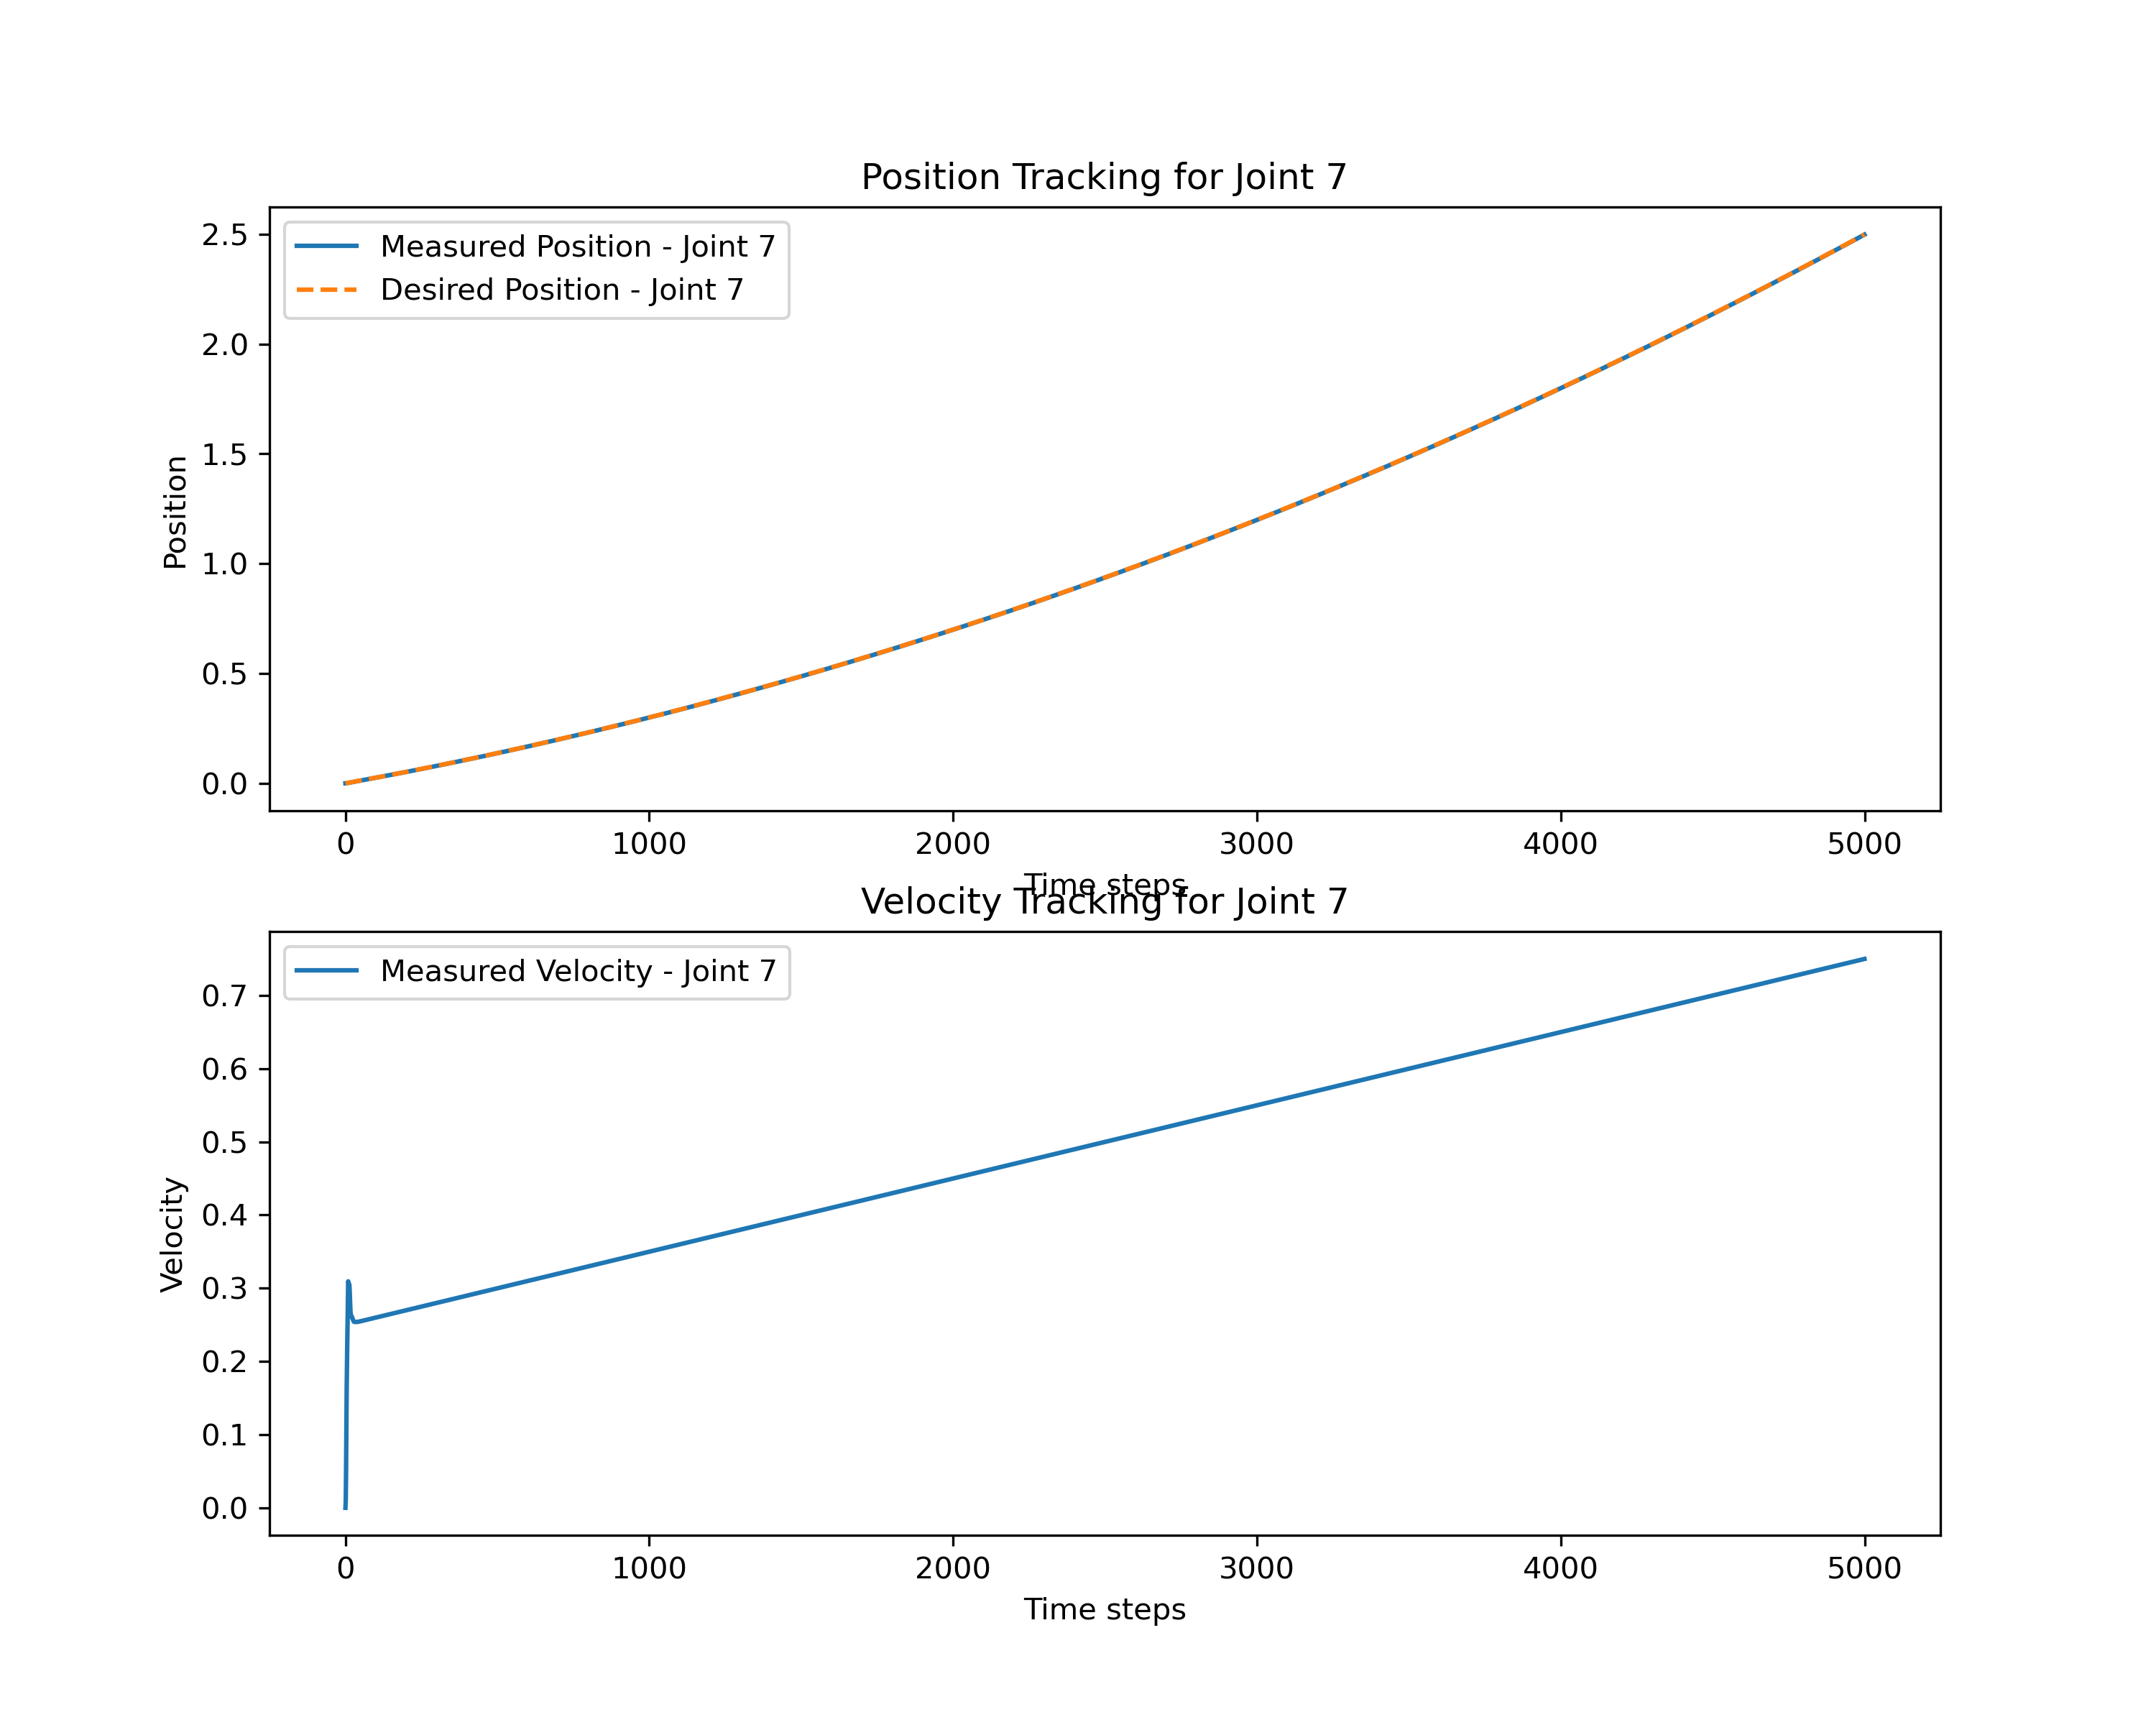 Position Tracking for Joint 7
Measured Position - Joint 7
Desired Position - Joint 7
2.5
2.0
1.5
1.0
0.5
0.0
Position
0 1000 2000 3000 4000 5000
Time steps
Velocity Tracking for Joint 7
Measured Velocity - Joint 7
0.7
0.6
0.5
0.4
0.3
0.2
0.1
0.0
Velocity
0 1000 2000 3000 4000 5000
Time steps